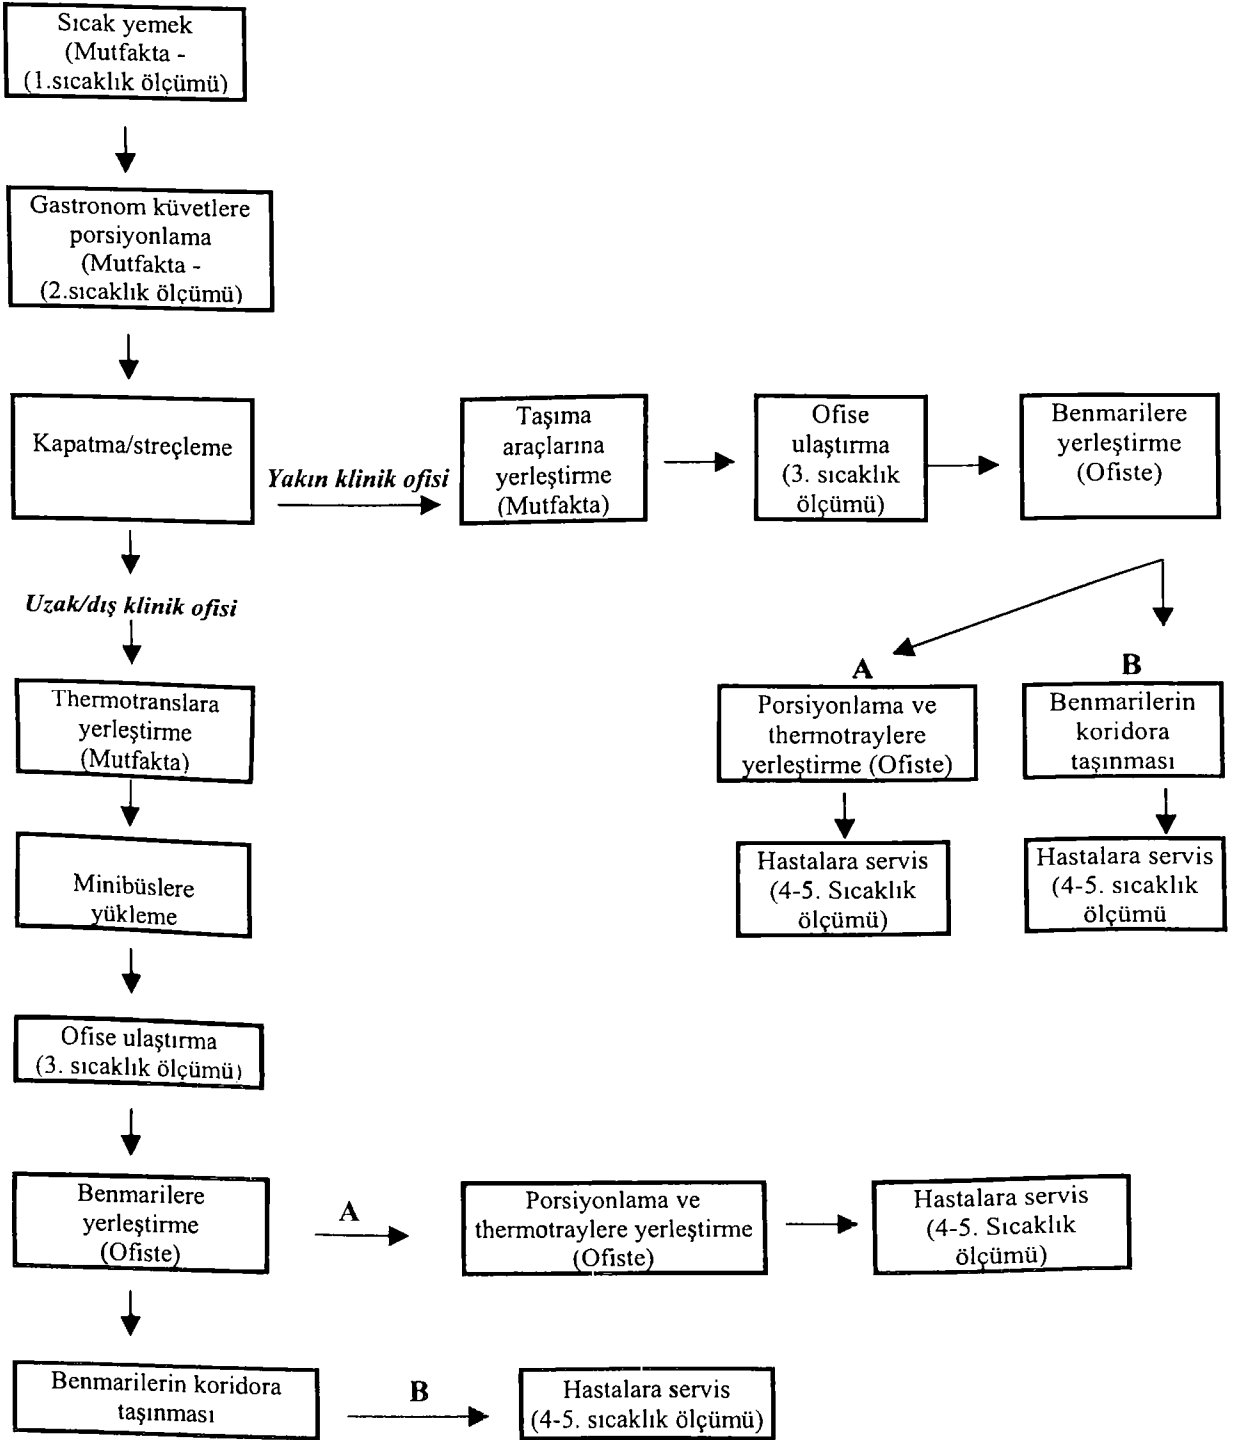 Sıcak yemek
(Mutfakta -
(1.sıcaklık ölçümü)
Gastronom küvetlere
porsiyonlama
(Mutfakta -
(2.sıcaklık ölçümü)
Kapatma/streçleme
Yakın klinik ofisi
Taşıma
araçlarına
yerleştirme
(Mutfakta)
Ofise
ulaştırma
(3. sıcaklık
ölçümü)
Benmarilere
yerleştirme
(Ofiste)
A
Porsiyonlama ve
thermotraylere
yerleştirme (Ofiste)
Hastalara servis
(4-5. Sıcaklık
ölçümü)
B
Benmarilerin
koridora
taşınması
Hastalara servis
(4-5. sıcaklık
ölçümü
Uzak/dış klinik ofisi
Thermotranslara
yerleştirme
(Mutfakta)
Minibüslere
yükleme
Ofise ulaştırma
(3. sıcaklık ölçümü)
Benmarilere
yerleştirme
(Ofiste)
A
Porsiyonlama ve
thermotraylere yerleştirme
(Ofiste)
Hastalara servis
(4-5. Sıcaklık
ölçümü)
Benmarilerin koridora
taşınması
B
Hastalara servis
(4-5. sıcaklık ölçümü)